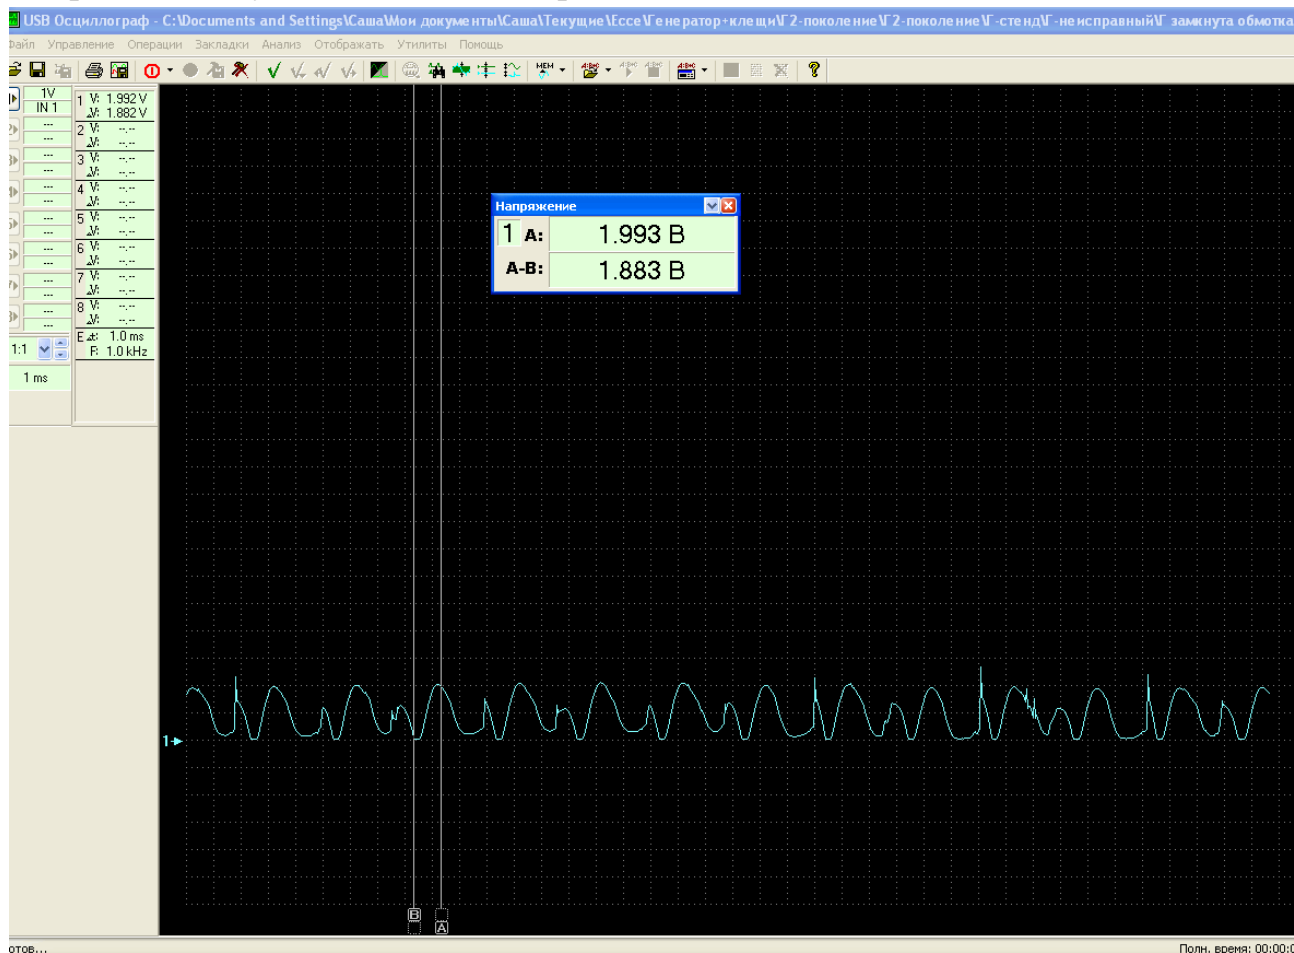 USB Осциллограф - C:\Documents and Settings\Саша\Мои документы\Саша\Текущие\Ессе\Генератор+клещи\Г2-поколение\Г2-поколение\Г-стенд\Г-неисправный\Г замкнута обмотка
Файл Управление Операции Закладки Анализ Отображать Утилиты Помощь
1V
IN 1
1 V: 1.992 V
⊿V: 1.882 V
2 V: --.--
⊿V: --.--
3 V: --.--
⊿V: --.--
4 V: --.--
⊿V: --.--
5 V: --.--
⊿V: --.--
6 V: --.--
⊿V: --.--
7 V: --.--
⊿V: --.--
8 V: --.--
⊿V: --.--
E ⊿t: 1.0 ms
F: 1.0 kHz
1:1
1 ms
Напряжение
1 A: 1.993 В
A-B: 1.883 В
1
B
A
отов...
Полн. время: 00:00:0